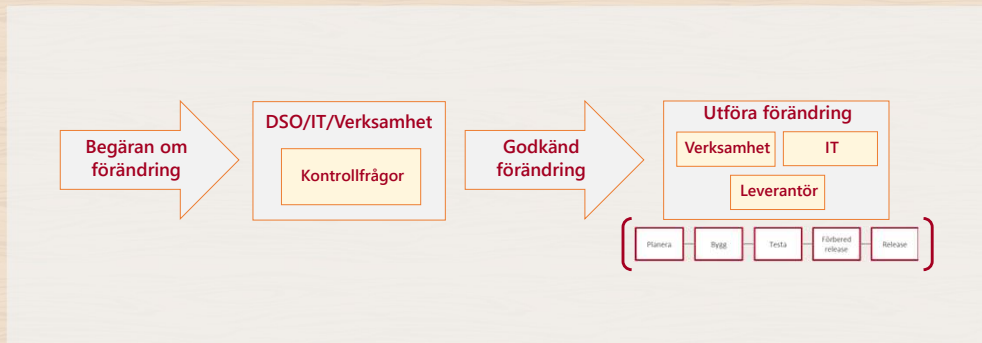 Begäran om
förändring
DSO/IT/Verksamhet
Kontrollfrågor
Godkänd
förändring
Utföra förändring
Verksamhet
IT
Leverantör
Planera
Bygg
Testa
Förbered
release
Release